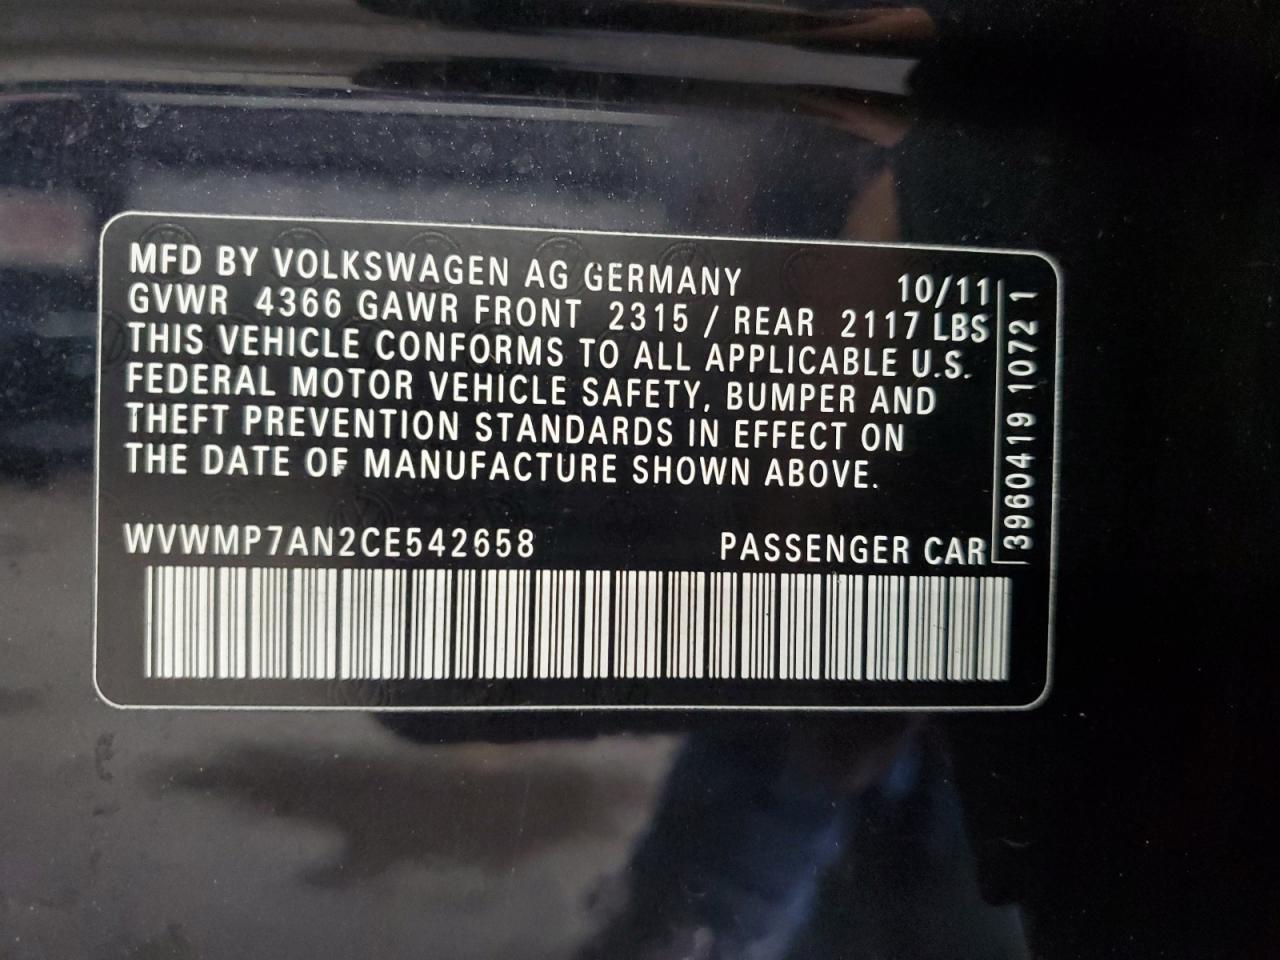 MFD BY VOLKSWAGEN AG GERMANY 10/11
GVWR 4366 GAWR FRONT 2315 / REAR 2117 LBS
THIS VEHICLE CONFORMS TO ALL APPLICABLE U.S.
FEDERAL MOTOR VEHICLE SAFETY, BUMPER AND
THEFT PREVENTION STANDARDS IN EFFECT ON
THE DATE OF MANUFACTURE SHOWN ABOVE.
WVWMP7AN2CE542658 PASSENGER CAR
3960419 1072 1